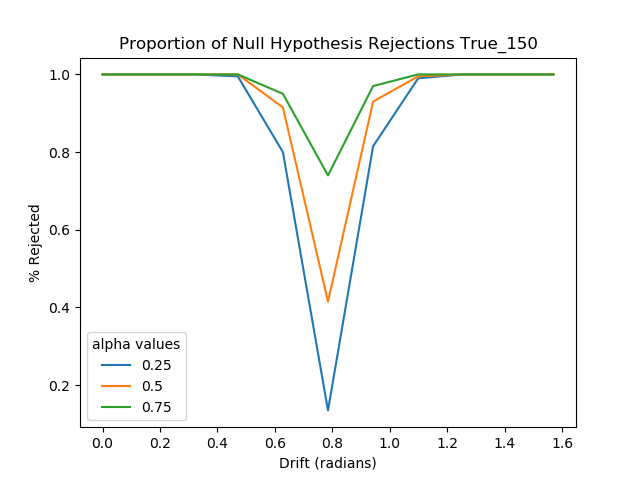 Proportion of Null Hypothesis Rejections True_150
% Rejected
1.0
0.8
0.6
0.4
0.2
alpha values
0.25
0.5
0.75
0.0 0.2 0.4 0.6 0.8 1.0 1.2 1.4 1.6
Drift (radians)